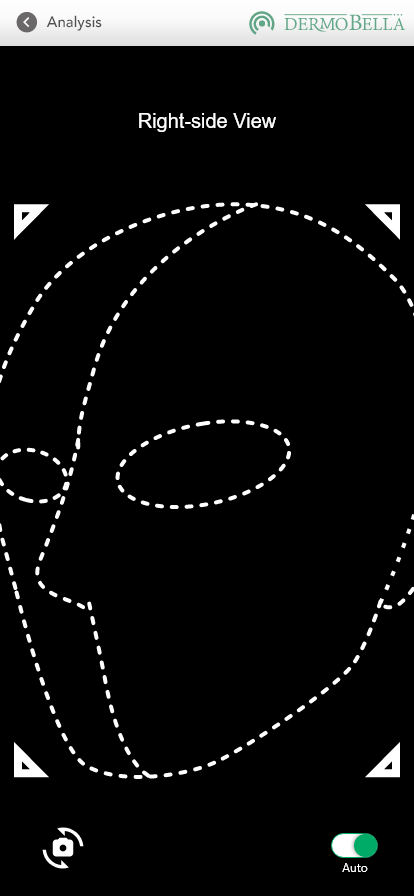 Analysis
DERMOBELLA
Right-side View
Auto